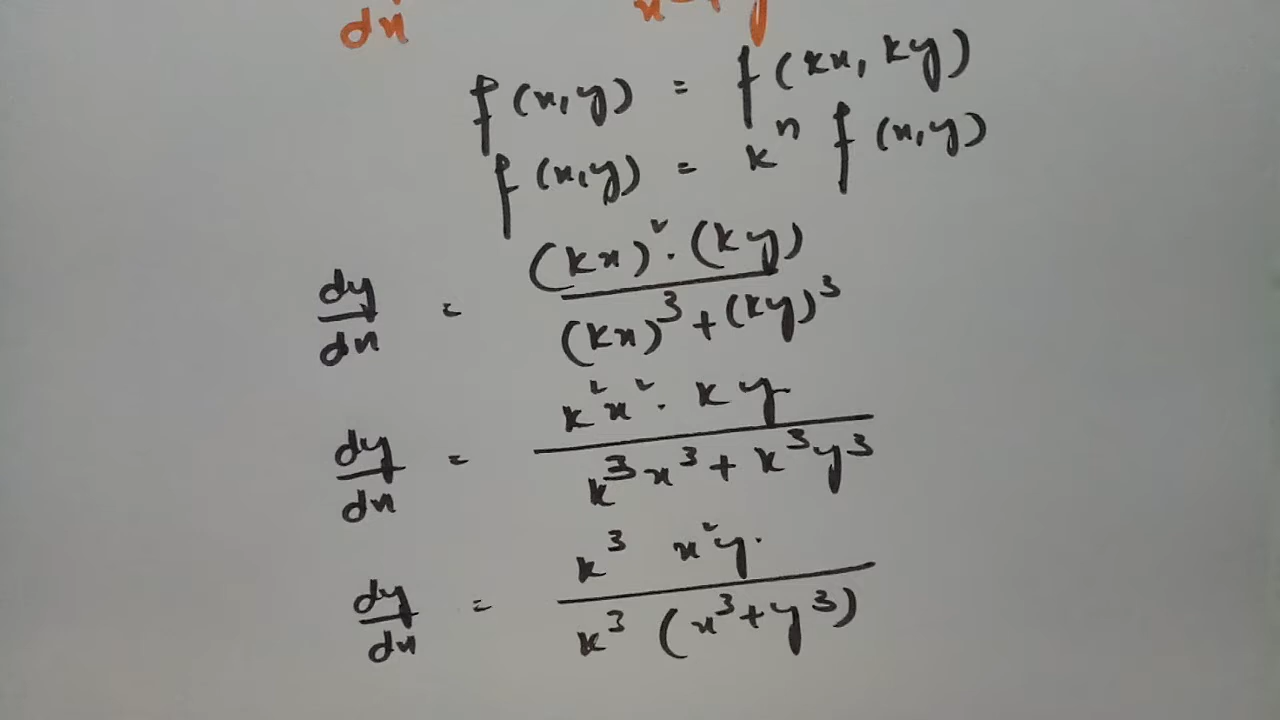 dx
f(x,y) = f(kx, ky)
f(x,y) = k^n f(x,y)
dy/dx = (kx)^2 . (ky) / (kx)^3 + (ky)^3
dy/dx = k^2 x^2 . k y / k^3 x^3 + k^3 y^3
dy/dx = k^3 x^2 y . / k^3 (x^3 + y^3)